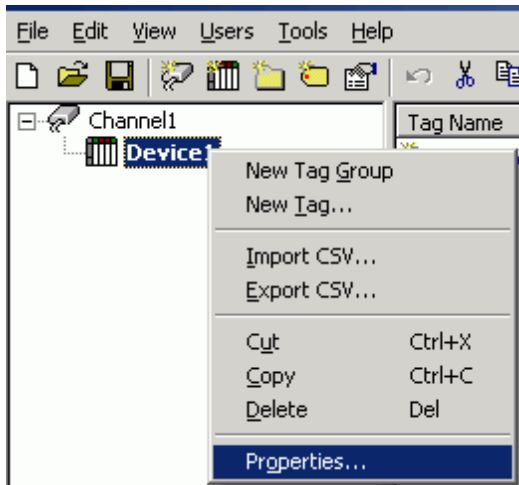 File Edit View Users Tools Help
Channel1
Tag Name
Device1
New Tag Group
New Tag...
Import CSV...
Export CSV...
Cut Ctrl+X
Copy Ctrl+C
Delete Del
Properties...